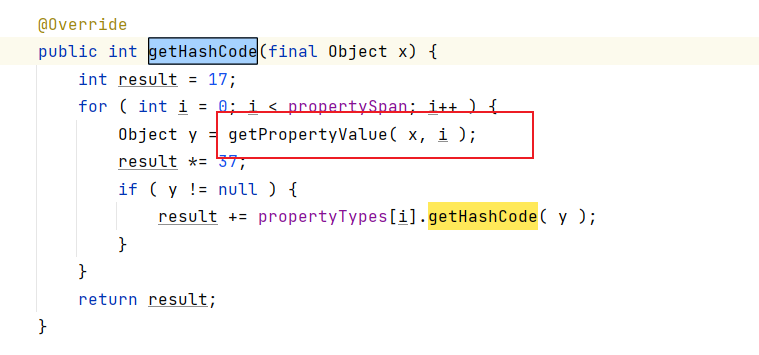 @Override
public int getHashCode(final Object x) {
int result = 17;
for ( int i = 0; i < propertySpan; i++ ) {
Object y = getPropertyValue( x, i );
result *= 37;
if ( y != null ) {
result += propertyTypes[i].getHashCode( y );
}
}
return result;
}